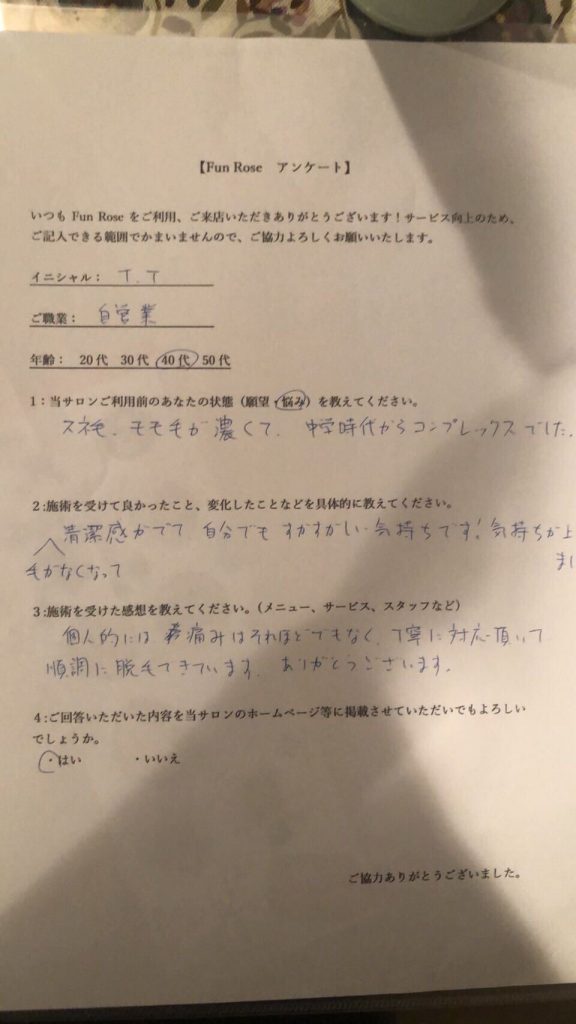 【Fun Rose アンケート】
いつも Fun Rose をご利用、ご来店いただきありがとうございます！サービス向上のため、
ご記入できる範囲でかまいませんので、ご協力よろしくお願いいたします。
イニシャル： T.T
ご職業： 自営業
年齢： 20代 30代 40代 50代
1：当サロンご利用前のあなたの状態（願望・悩み）を教えてください。
スネ毛、モモ毛が濃くて、中学時代からコンプレックスでした.
2:施術を受けて良かったこと、変化したことなどを具体的に教えてください。
清潔感がでて 自分でもすがすがしい気持ちです! 気持ちが上
毛がなくなって
まし
3:施術を受けた感想を教えてください。（メニュー、サービス、スタッフなど）
個人的には 痛みはそれほどでもなく、丁寧に対応頂いて
順調に脱毛できています. ありがとうございます.
4:ご回答いただいた内容を当サロンのホームページ等に掲載させていただいでもよろしい
でしょうか。
・はい ・いいえ
ご協力ありがとうございました。